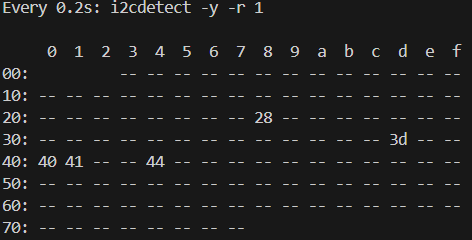 Every 0.2s: i2cdetect -y -r 1
     0  1  2  3  4  5  6  7  8  9  a  b  c  d  e  f
00:          -- -- -- -- -- -- -- -- -- -- -- -- --
10: -- -- -- -- -- -- -- -- -- -- -- -- -- -- -- --
20: -- -- -- -- -- -- -- -- 28 -- -- -- -- -- -- --
30: -- -- -- -- -- -- -- -- -- -- -- -- -- 3d -- --
40: 40 41 -- -- 44 -- -- -- -- -- -- -- -- -- -- --
50: -- -- -- -- -- -- -- -- -- -- -- -- -- -- -- --
60: -- -- -- -- -- -- -- -- -- -- -- -- -- -- -- --
70: -- -- -- -- -- -- -- --